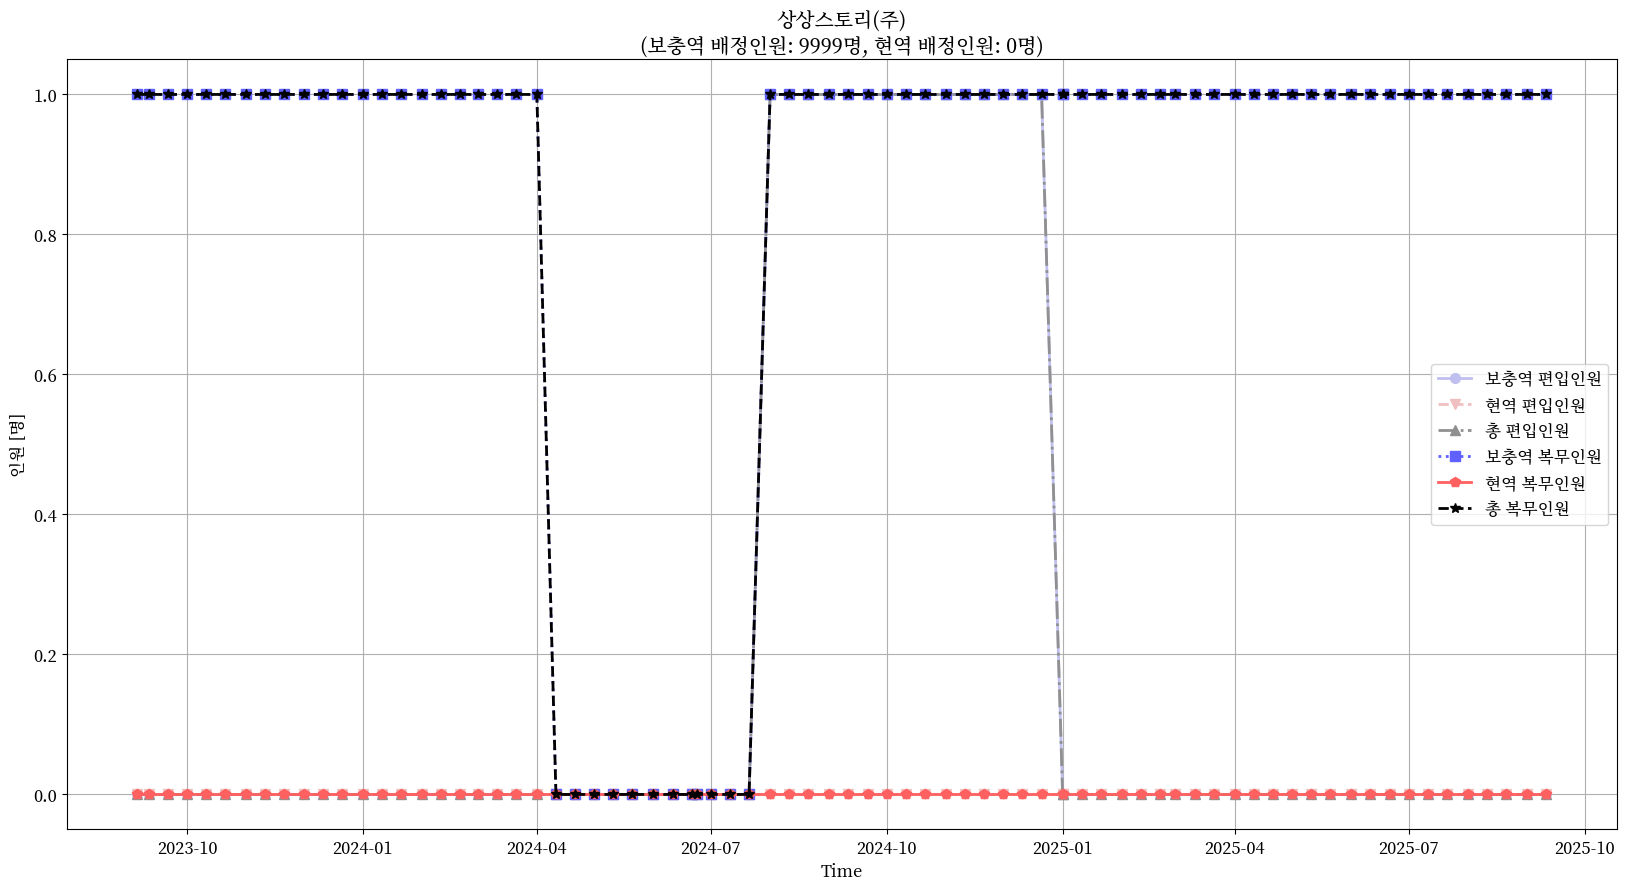 상상스토리(주)
(보충역 배정인원: 9999명, 현역 배정인원: 0명)
인원 [명]
1.0
0.8
0.6
0.4
0.2
0.0
보충역 편입인원
현역 편입인원
총 편입인원
보충역 복무인원
현역 복무인원
총 복무인원
2023-10
2024-01
2024-04
2024-07
2024-10
2025-01
2025-04
2025-07
2025-10
Time